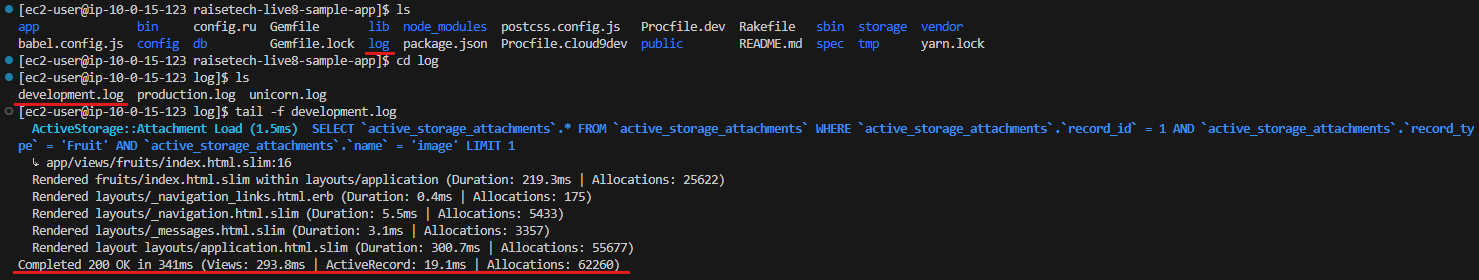 [ec2-user@ip-10-0-15-123 raisetech-live8-sample-app]$ ls
app bin config.ru Gemfile lib node_modules postcss.config.js Procfile.dev Rakefile sbin storage vendor
babel.config.js config db Gemfile.lock log package.json Procfile.cloud9dev public README.md spec tmp yarn.lock
[ec2-user@ip-10-0-15-123 raisetech-live8-sample-app]$ cd log
[ec2-user@ip-10-0-15-123 log]$ ls
development.log production.log unicorn.log
[ec2-user@ip-10-0-15-123 log]$ tail -f development.log
ActiveStorage::Attachment Load (1.5ms) SELECT `active_storage_attachments`.* FROM `active_storage_attachments` WHERE `active_storage_attachments`.`record_id` = 1 AND `active_storage_attachments`.`record_ty
pe` = 'Fruit' AND `active_storage_attachments`.`name` = 'image' LIMIT 1
↳ app/views/fruits/index.html.slim:16
Rendered fruits/index.html.slim within layouts/application (Duration: 219.3ms | Allocations: 25622)
Rendered layouts/_navigation_links.html.erb (Duration: 0.4ms | Allocations: 175)
Rendered layouts/_navigation.html.slim (Duration: 5.5ms | Allocations: 5433)
Rendered layouts/_messages.html.slim (Duration: 3.1ms | Allocations: 3357)
Rendered layout layouts/application.html.slim (Duration: 300.7ms | Allocations: 55677)
Completed 200 OK in 341ms (Views: 293.8ms | ActiveRecord: 19.1ms | Allocations: 62260)